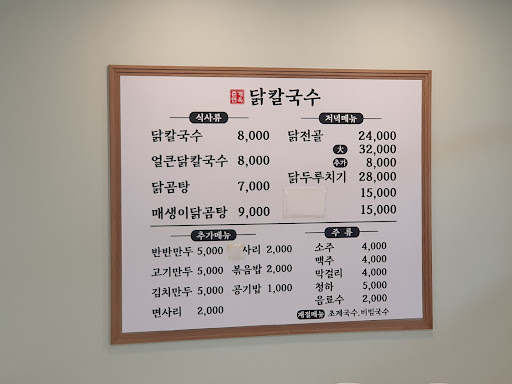 닭칼국수
식사류
닭칼국수 8,000
얼큰닭칼국수 8,000
닭곰탕 7,000
매생이닭곰탕 9,000
저녁메뉴
닭전골 24,000
大 32,000
추가 8,000
닭두루치기 28,000
15,000
15,000
추가메뉴
반반만두 5,000 사리 2,000
고기만두 5,000 볶음밥 2,000
김치만두 5,000 공기밥 1,000
면사리 2,000
주 류
소주 4,000
맥주 4,000
막걸리 4,000
청하 5,000
음료수 2,000
계절메뉴 초계국수.비빔국수